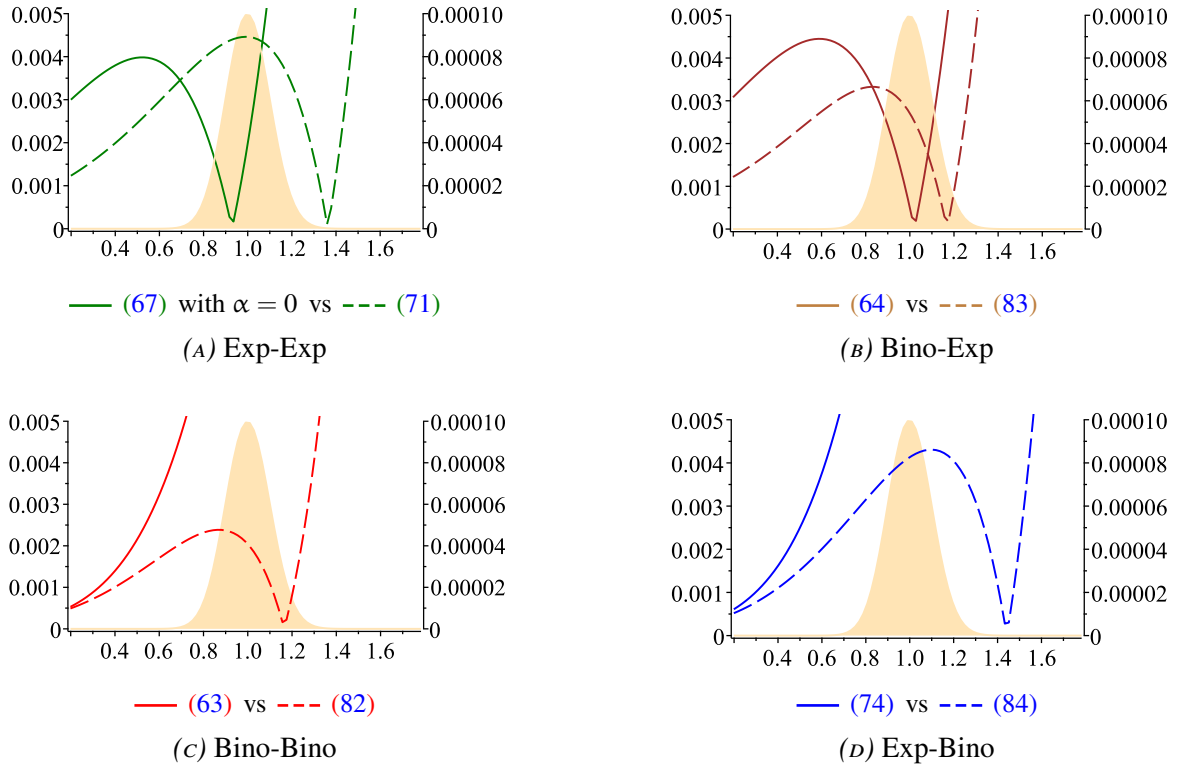 0.005 0.00010
0.004 0.00008
0.003 0.00006
0.002 0.00004
0.001 0.00002
0 0
0.4 0.6 0.8 1.0 1.2 1.4 1.6
(67) with α = 0 vs (71)
(A) Exp-Exp
0.005 0.00010
0.004 0.00008
0.003 0.00006
0.002 0.00004
0.001 0.00002
0 0
0.4 0.6 0.8 1.0 1.2 1.4 1.6
(64) vs (83)
(B) Bino-Exp
0.005 0.00010
0.004 0.00008
0.003 0.00006
0.002 0.00004
0.001 0.00002
0 0
0.4 0.6 0.8 1.0 1.2 1.4 1.6
(63) vs (82)
(C) Bino-Bino
0.005 0.00010
0.004 0.00008
0.003 0.00006
0.002 0.00004
0.001 0.00002
0 0
0.4 0.6 0.8 1.0 1.2 1.4 1.6
(74) vs (84)
(D) Exp-Bino